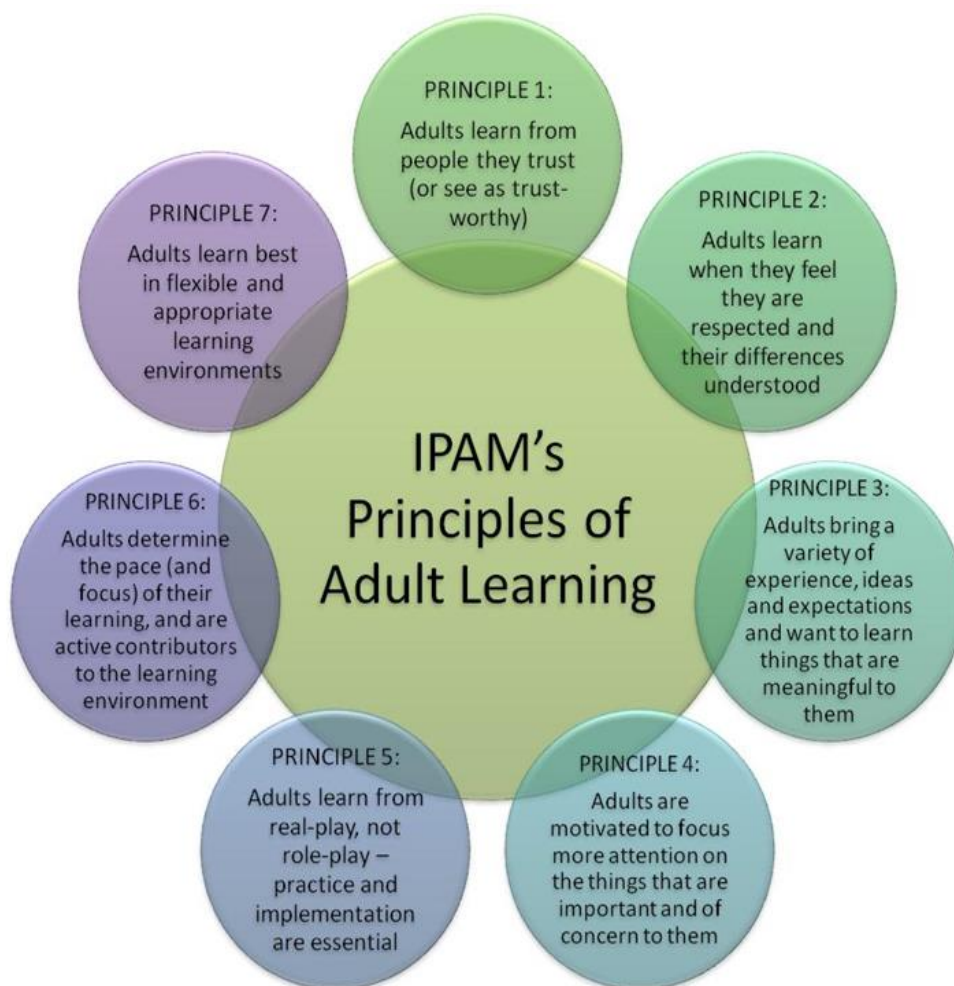 PRINCIPLE 1:
Adults learn from
people they trust
(or see as trust-
worthy)
PRINCIPLE 2:
Adults learn
when they feel
they are
respected and
their differences
understood
PRINCIPLE 3:
Adults bring a
variety of
experience, ideas
and expectations
and want to learn
things that are
meaningful to
them
PRINCIPLE 4:
Adults are
motivated to focus
more attention on
the things that are
important and of
concern to them
PRINCIPLE 5:
Adults learn from
real-play, not
role-play –
practice and
implementation
are essential
PRINCIPLE 6:
Adults determine
the pace (and
focus) of their
learning, and are
active contributors
to the learning
environment
PRINCIPLE 7:
Adults learn best
in flexible and
appropriate
learning
environments
IPAM’s
Principles of
Adult Learning